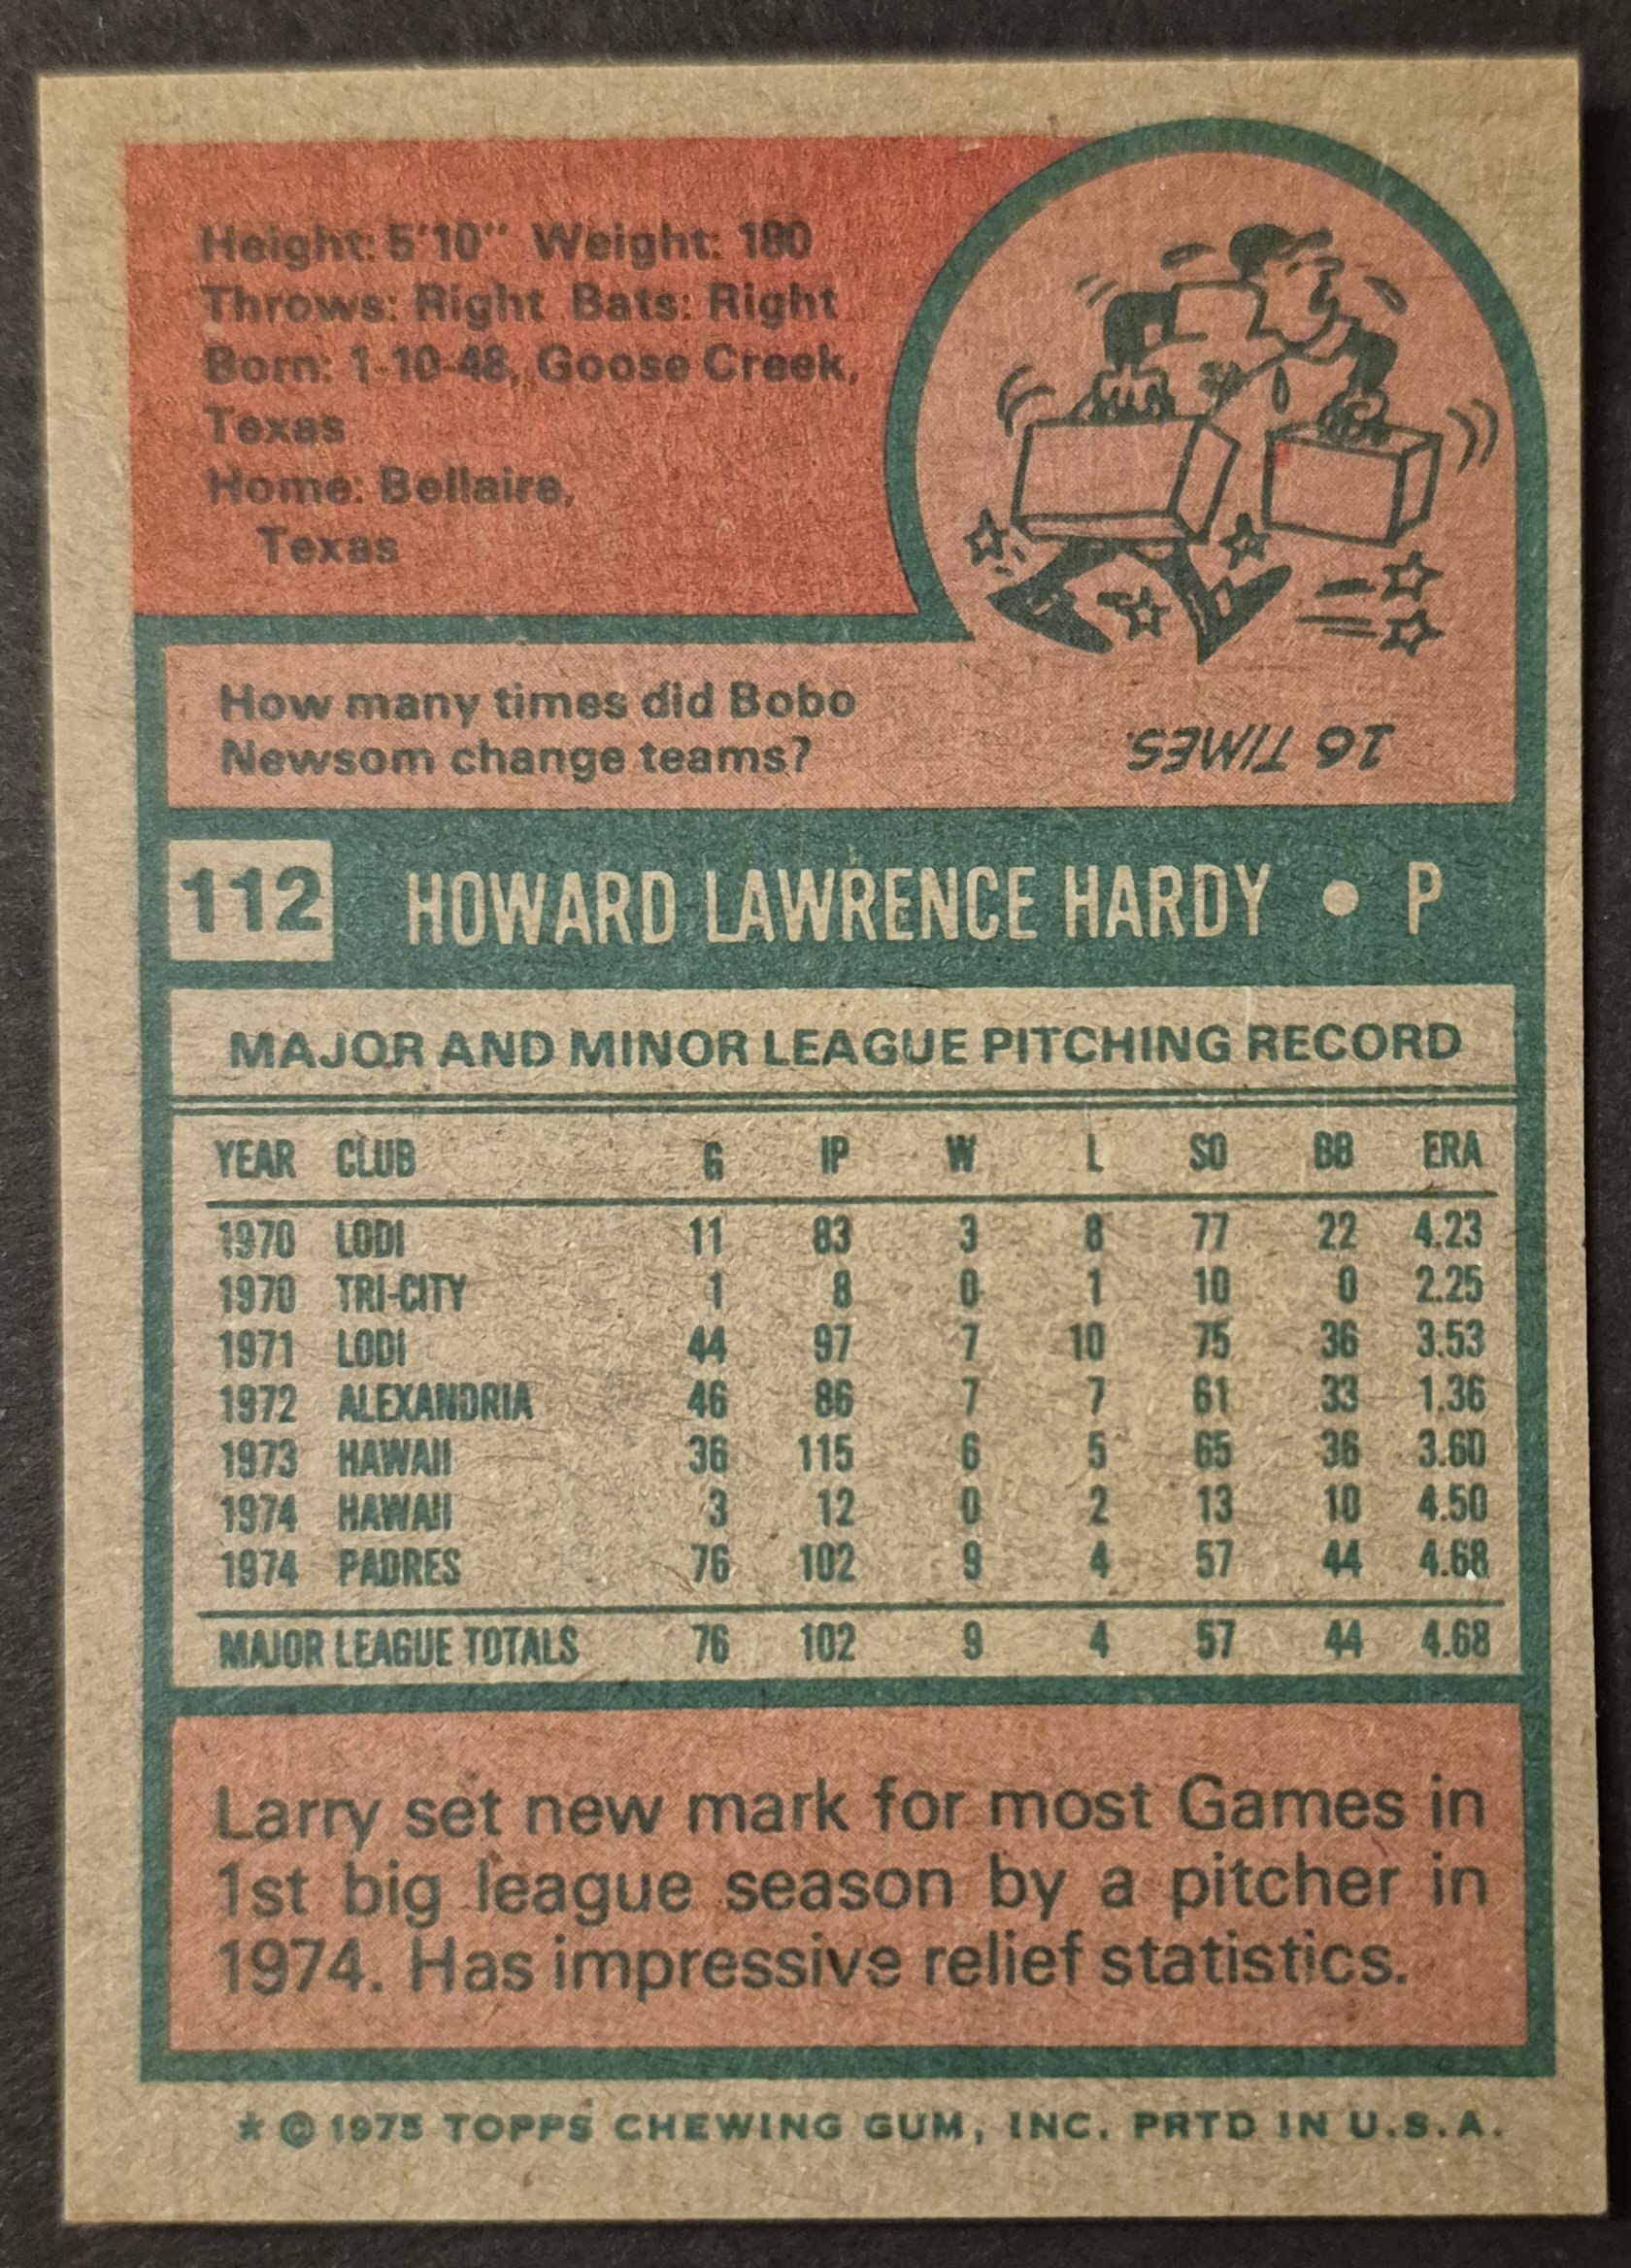 Height: 5'10" Weight: 180
Throws: Right Bats: Right
Born: 1-10-48, Goose Creek,
Texas
Home: Bellaire,
Texas
How many times did Bobo
Newsom change teams?
16 TIMES.
112 HOWARD LAWRENCE HARDY • P
MAJOR AND MINOR LEAGUE PITCHING RECORD
YEAR CLUB G IP W L SO BB ERA
1970 LODI 11 83 3 8 77 22 4.23
1970 TRI-CITY 1 8 0 1 10 0 2.25
1971 LODI 44 97 7 10 75 36 3.53
1972 ALEXANDRIA 46 86 7 7 61 33 1.36
1973 HAWAII 36 115 6 5 65 36 3.60
1974 HAWAII 3 12 0 2 13 10 4.50
1974 PADRES 76 102 9 4 57 44 4.68
MAJOR LEAGUE TOTALS 76 102 9 4 57 44 4.68
Larry set new mark for most Games in
1st big league season by a pitcher in
1974. Has impressive relief statistics.
* © 1975 TOPPS CHEWING GUM, INC. PRTD IN U.S.A.